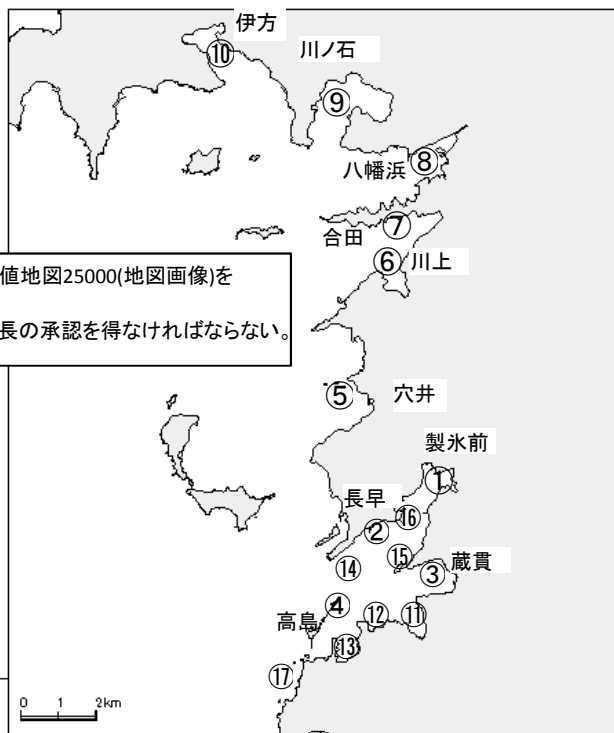 伊方
⑩
川ノ石
⑨
八幡浜
⑧
合田
⑦
⑥
川上
値地図25000(地図画像)を
長の承認を得なければならない。
⑤
穴井
製氷前
①
長早
⑯
②
⑮
蔵貫
③
⑭
④
⑫
⑪
高島
⑬
⑰
0 1 2km